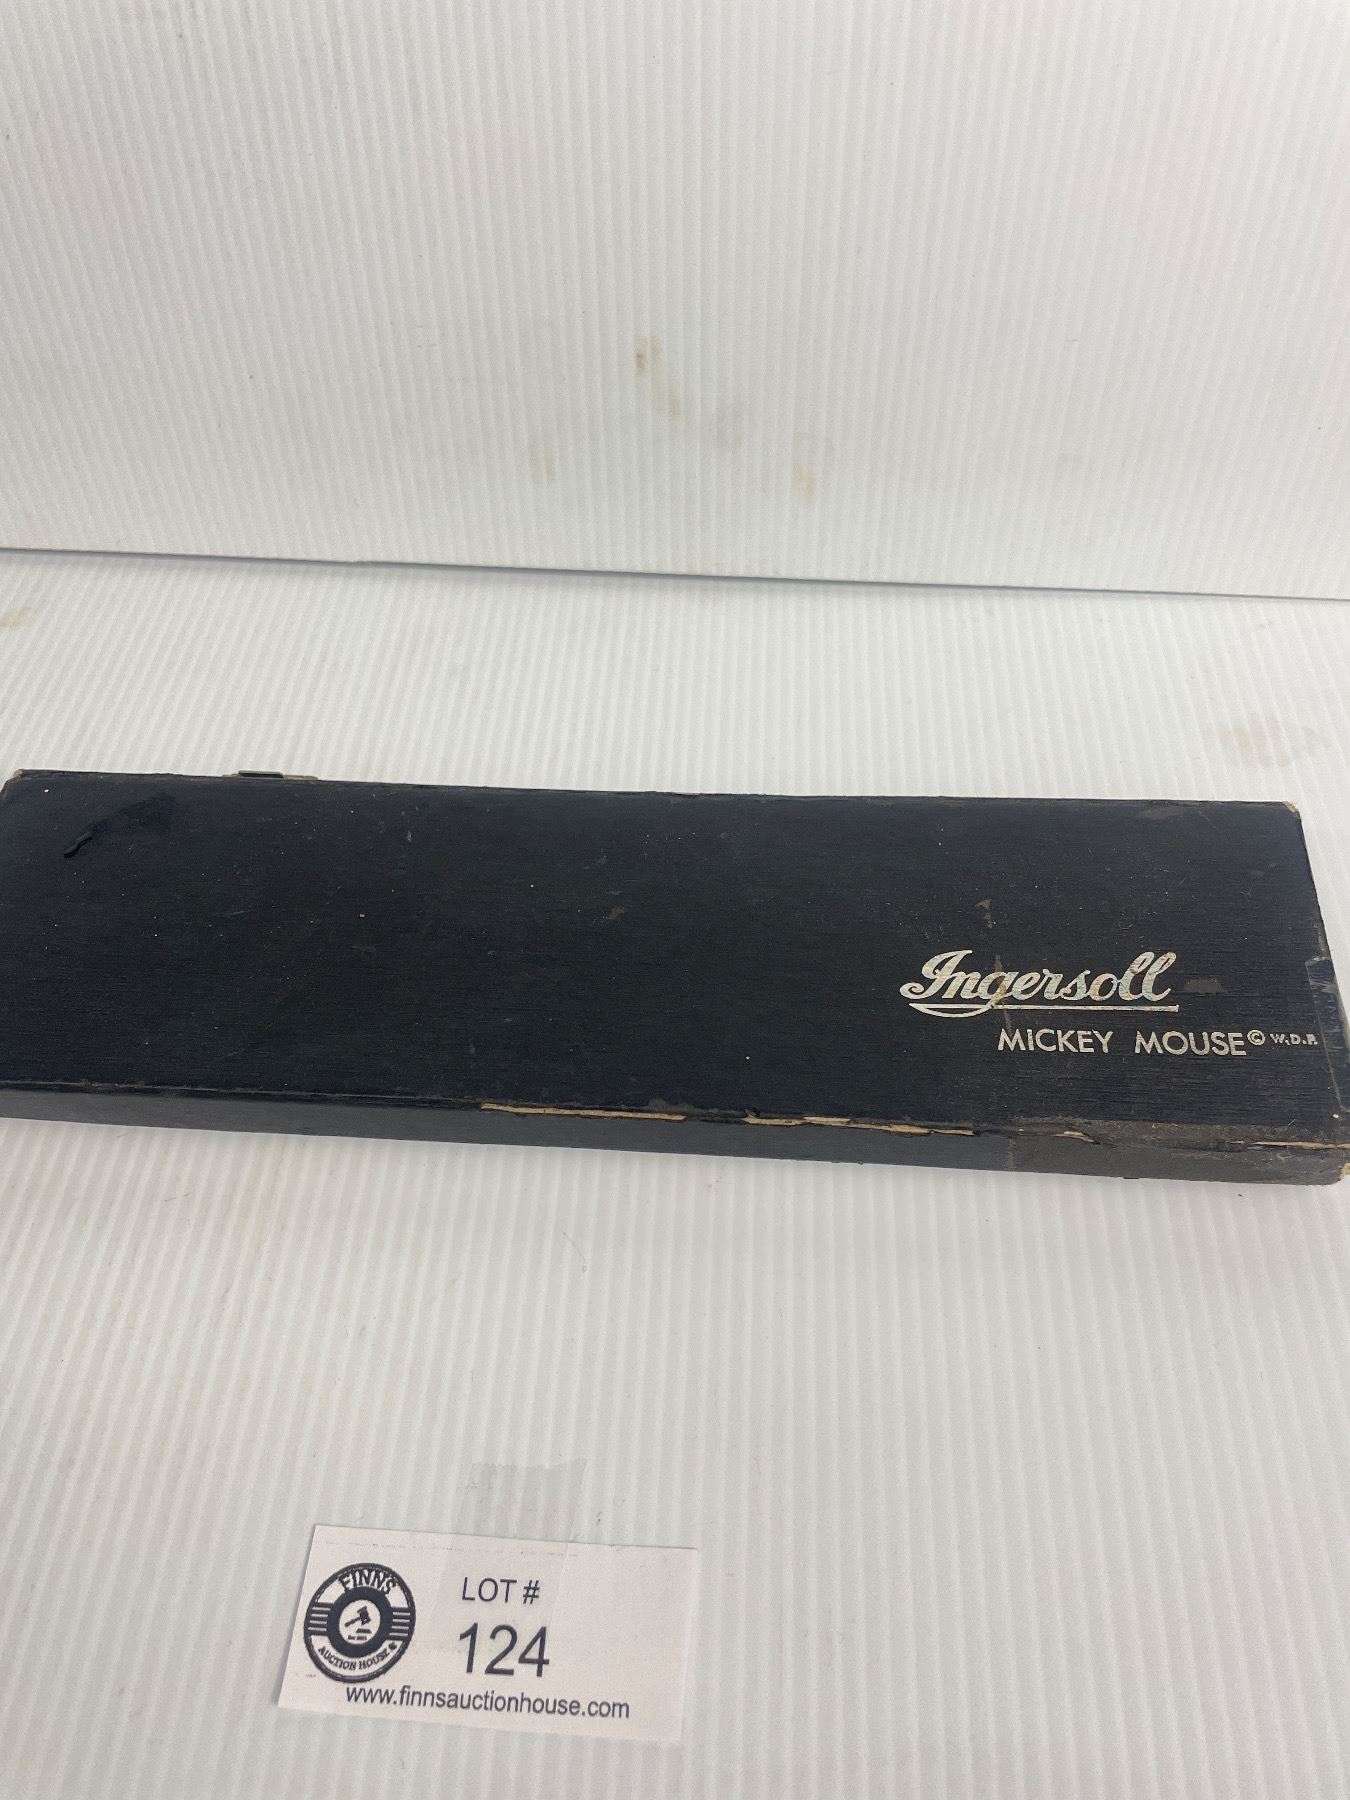 Ingersoll
MICKEY MOUSE © W.D.P.
FINNS
AUCTION HOUSE
LOT #
124
www.finnsauctionhouse.com